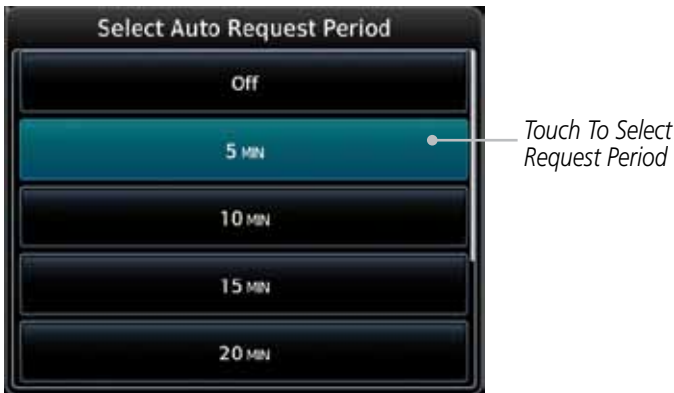 Select Auto Request Period
Off
5 MIN
Touch To Select
Request Period
10 MIN
15 MIN
20 MIN